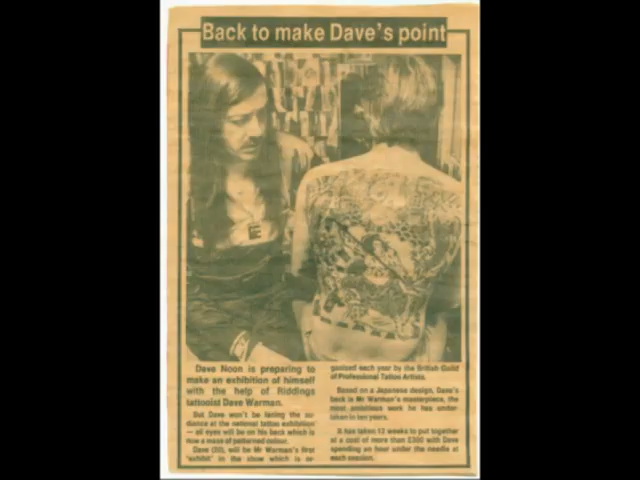 Back to make Dave's point
Dave Noon is preparing to
make an exhibition of himself
with the help of Riddings
tattooist Dave Warman.
But Dave won't be facing the au-
dience at the national tattoo exhibition
— all eyes will be on his back which is
now a mass of patterned colour.
Dave (20), will be Mr Warman's first
'exhibit' in the show which is or-
ganised each year by the British Guild
of Professional Tattoo Artists.
Based on a Japanese design, Dave's
back is Mr Warman's masterpiece, the
most ambitious work he has under-
taken in ten years.
It has taken 12 weeks to put together
at a cost of more than £300 with Dave
spending an hour under the needle at
each session.